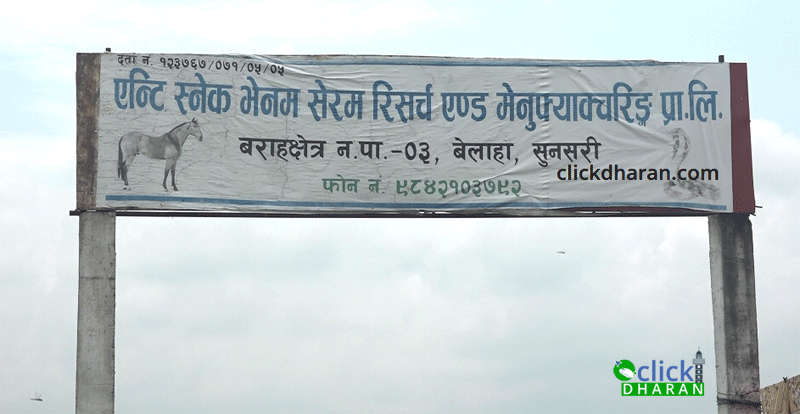 दर्ता नं. १२३७६७/०७१/०५/०५
एन्टि स्नेक भेनम सेरम रिसर्च एण्ड मेनुफ्याक्चरिङ्ग प्रा.लि.
बराहक्षेत्र न.पा.-०३, बेलाहा, सुनसरी
clickdharan.com
फोन नं. ९८४२१०३७९२
click
DHARAN